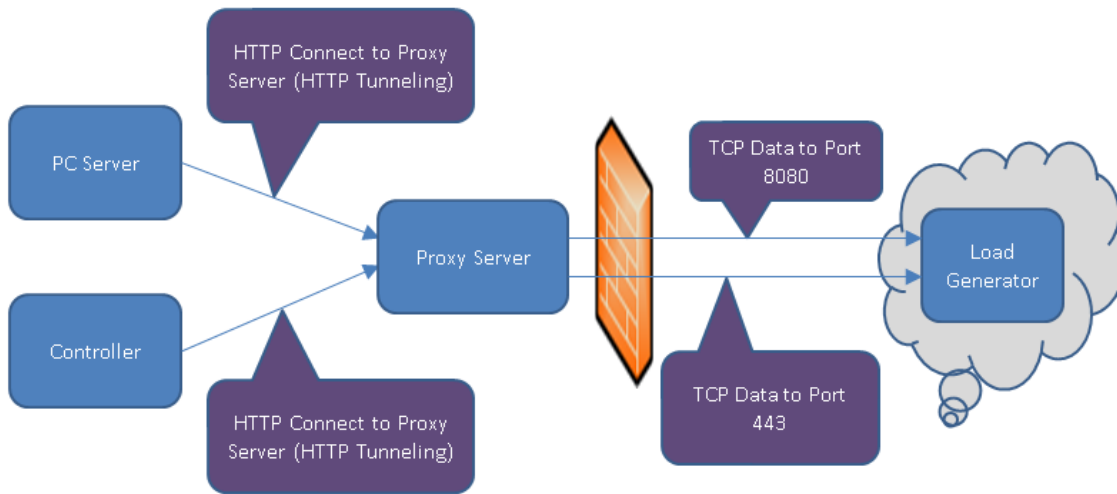 HTTP Connect to Proxy
Server (HTTP Tunneling)
PC Server
TCP Data to Port
8080
Proxy Server
Load
Generator
Controller
TCP Data to Port
443
HTTP Connect to Proxy
Server (HTTP Tunneling)